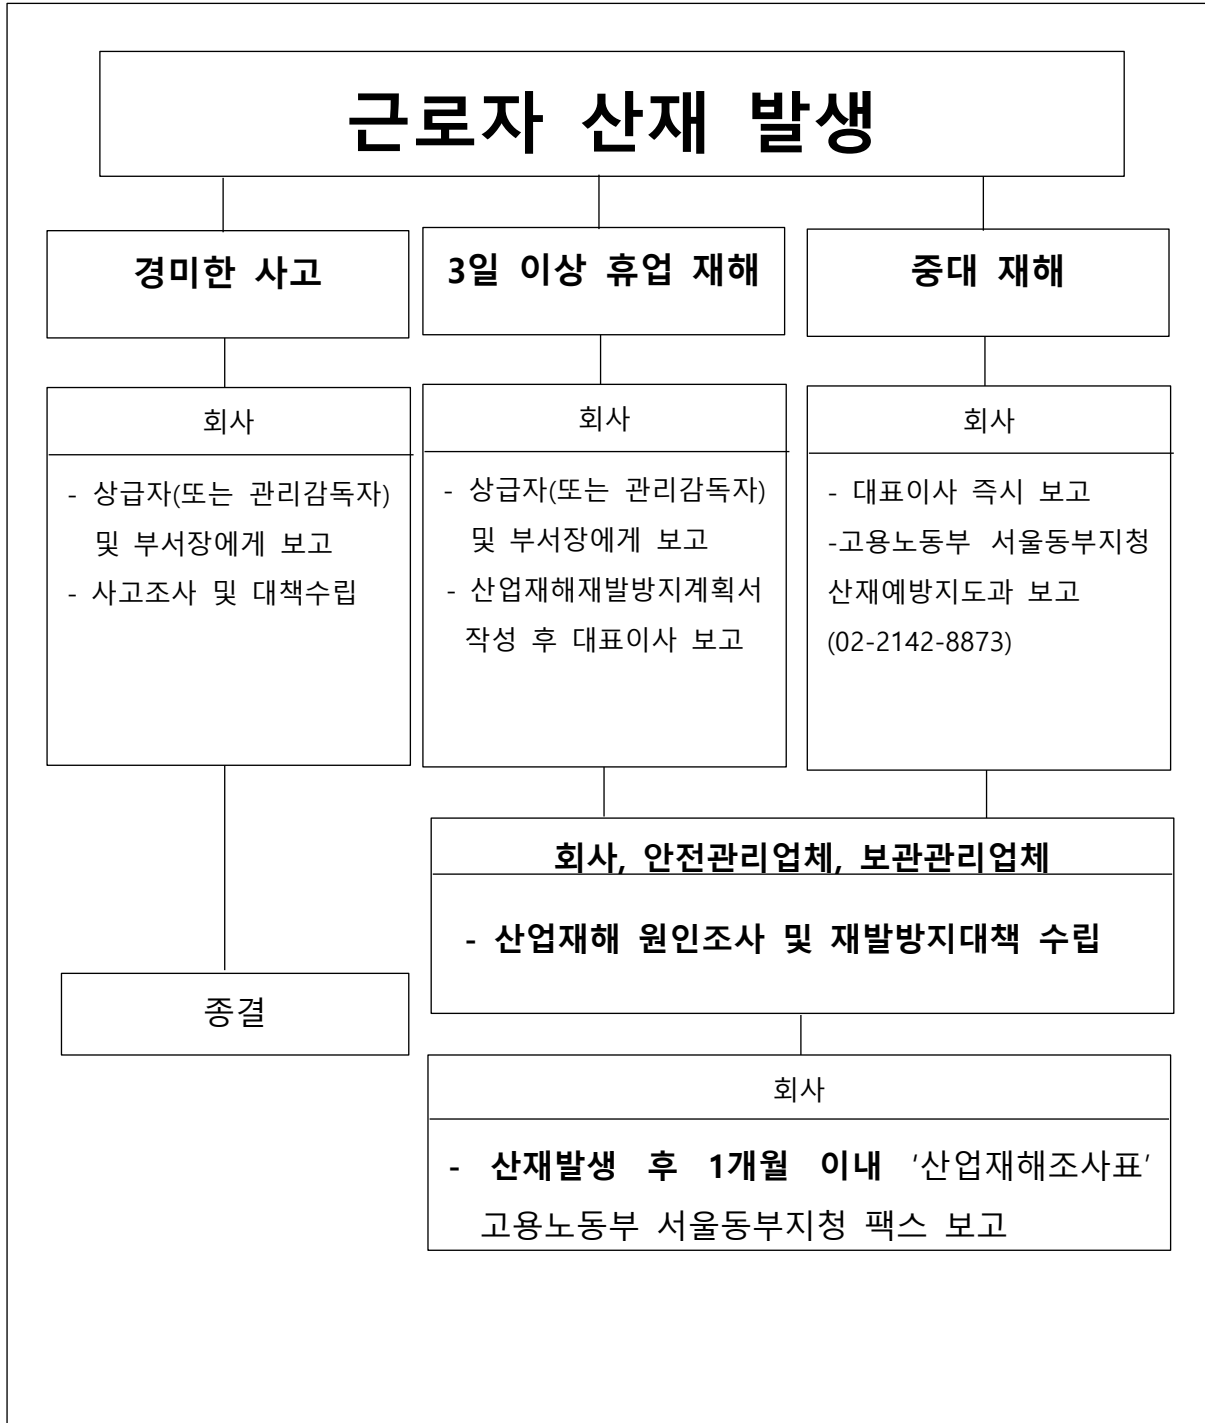 근로자 산재 발생
경미한 사고
3일 이상 휴업 재해
중대 재해
회사
- 상급자(또는 관리감독자)
및 부서장에게 보고
- 사고조사 및 대책수립
회사
- 상급자(또는 관리감독자)
및 부서장에게 보고
- 산업재해재발방지계획서
작성 후 대표이사 보고
회사
- 대표이사 즉시 보고
-고용노동부 서울동부지청
산재예방지도과 보고
(02-2142-8873)
회사, 안전관리업체, 보관관리업체
- 산업재해 원인조사 및 재발방지대책 수립
종결
회사
- 산재발생 후 1개월 이내 '산업재해조사표'
고용노동부 서울동부지청 팩스 보고